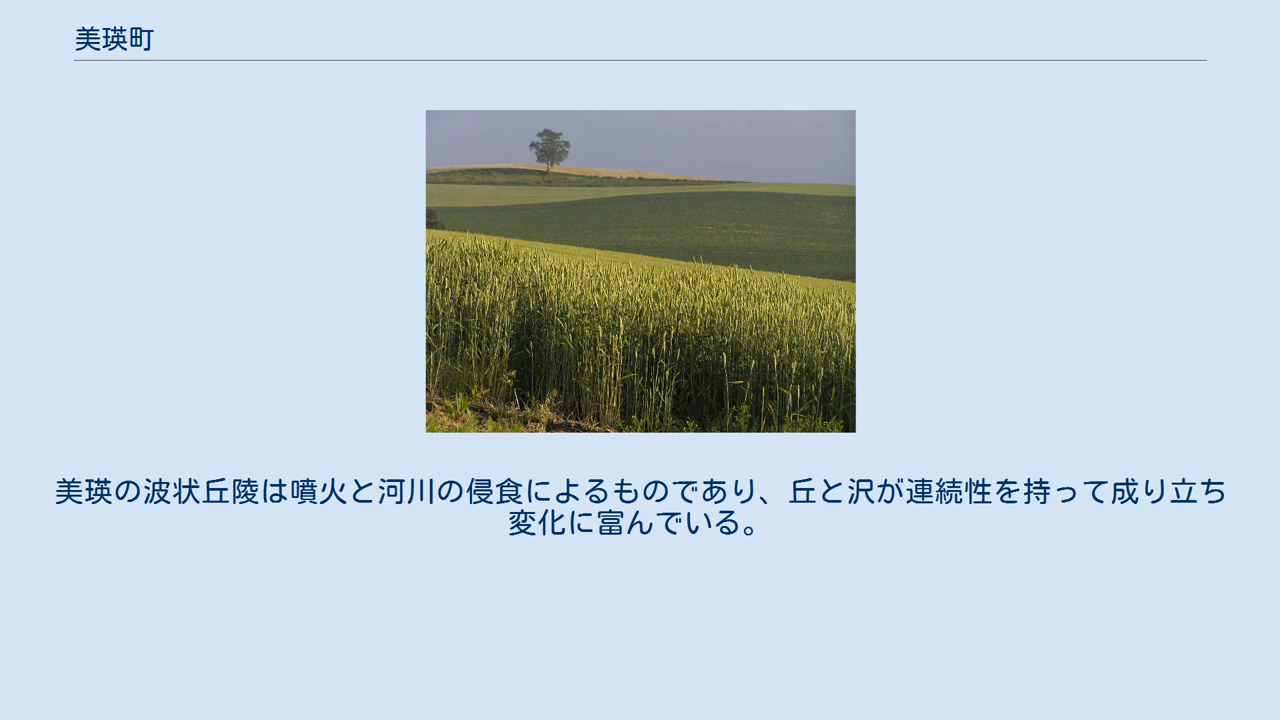 美瑛町
美瑛の波状丘陵は噴火と河川の侵食によるものであり、丘と沢が連続性を持って成り立ち
変化に富んでいる。